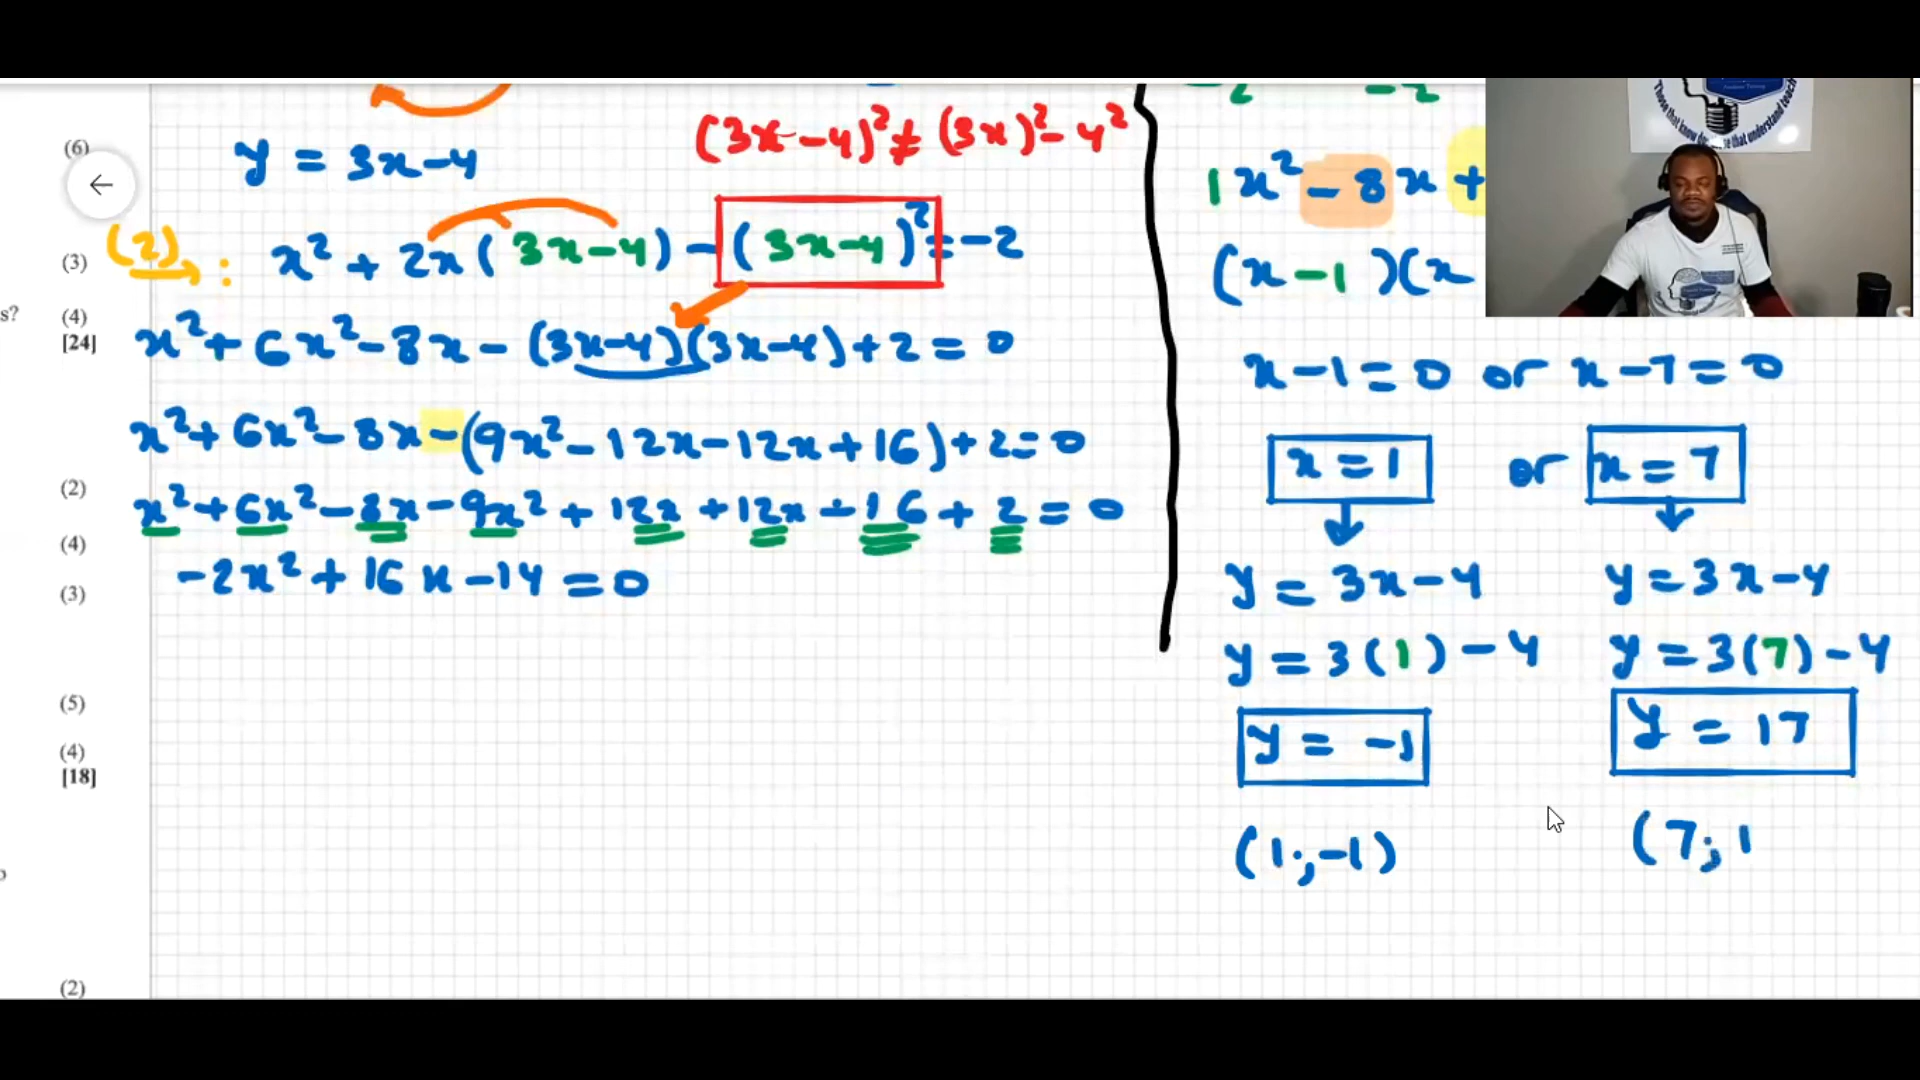 (6)
(3)
s?
(4)
[24]
(2)
(4)
(3)
(5)
(4)
[18]
(2)
y = 3x-4
(3x-4)² ≠ (3x)² - 4²
(2) : x² + 2x(3x-4) - (3x-4)² = -2
x² + 6x² - 8x - (3x-4)(3x-4) + 2 = 0
x² + 6x² - 8x - (9x² - 12x - 12x + 16) + 2 = 0
x² + 6x² - 8x - 9x² + 12x + 12x - 16 + 2 = 0
-2x² + 16x - 14 = 0
-2 -2
1x² - 8x +
(x - 1)(x
x - 1 = 0 or x - 7 = 0
x = 1 or x = 7
y = 3x - 4 y = 3x - 4
y = 3(1) - 4 y = 3(7) - 4
y = -1 y = 17
(1;-1) (7;1